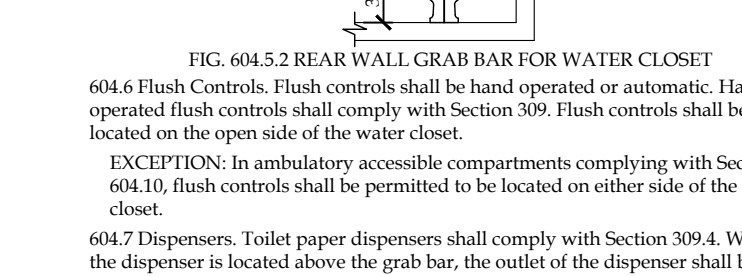 FIG. 604.5.2 REAR WALL GRAB BAR FOR WATER CLOSET
604.6 Flush Controls. Flush controls shall be hand operated or automatic. Ha
operated flush controls shall comply with Section 309. Flush controls shall be
located on the open side of the water closet.
EXCEPTION: In ambulatory accessible compartments complying with Sec
604.10, flush controls shall be permitted to be located on either side of the
closet.
604.7 Dispensers. Toilet paper dispensers shall comply with Section 309.4. W
the dispenser is located above the grab bar, the outlet of the dispenser shall b